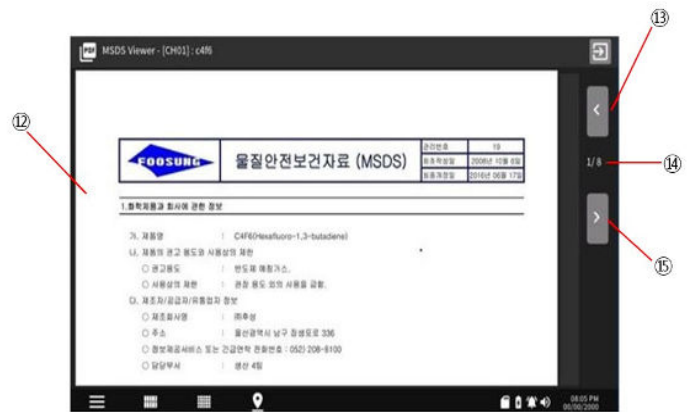 ⑬
PDF MSDS Viewer - [CH01] : c4f6
⑫
FOOSUNG
물질안전보건자료 (MSDS)
관리번호 19
최초작성일 2008년 10월 8일
최종개정일 2016년 06월 17일
1/ 8
⑭
1.화학제품과 회사에 관한 정보
가. 제품명 : C4F6(Hexafluoro-1,3-butadiene)
나. 제품의 권고 용도와 사용상의 제한
○ 권고용도 : 반도체 에칭가스.
○ 사용상의 제한 : 권장 용도 외의 사용을 금함.
⑮
다. 제조자/공급자/유통업자 정보
○ 제조회사명 : ㈜후성
○ 주소 : 울산광역시 남구 장생포로 336
○ 정보제공서비스 또는 긴급연락 전화번호 : 052) 208-6100
○ 담당부서 : 생산 4팀
08:05 PM
00/00/2000